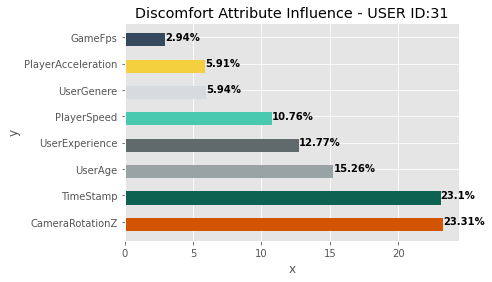 Discomfort Attribute Influence - USER ID:31
GameFps 2.94%
PlayerAcceleration 5.91%
UserGenere 5.94%
PlayerSpeed 10.76%
UserExperience 12.77%
UserAge 15.26%
TimeStamp 23.1%
CameraRotationZ 23.31%
y
0 5 10 15 20
x